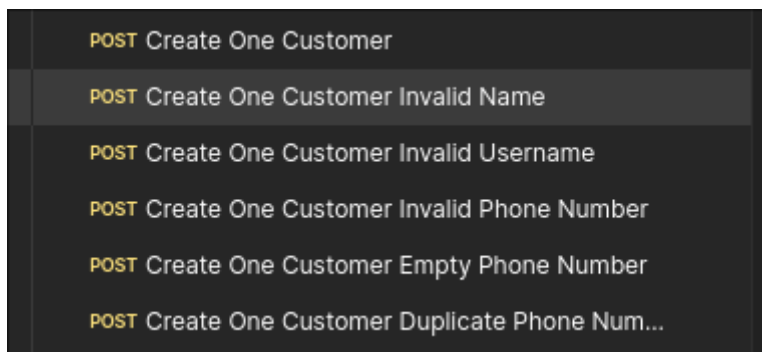 POST Create One Customer
POST Create One Customer Invalid Name
POST Create One Customer Invalid Username
POST Create One Customer Invalid Phone Number
POST Create One Customer Empty Phone Number
POST Create One Customer Duplicate Phone Num...